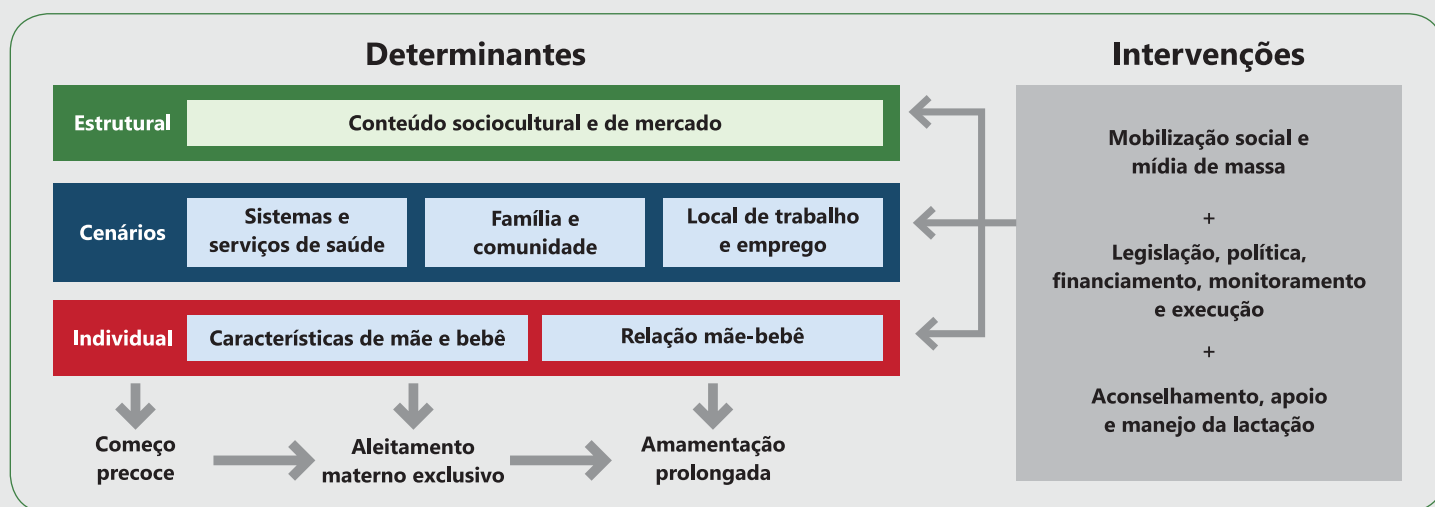 Determinantes
Estrutural
Conteúdo sociocultural e de mercado
Cenários
Sistemas e
serviços de saúde
Família e
comunidade
Local de trabalho
e emprego
Individual
Características de mãe e bebê
Relação mãe-bebê
Começo
precoce
Aleitamento
materno exclusivo
Amamentação
prolongada
Intervenções
Mobilização social e
mídia de massa
+
Legislação, política,
financiamento, monitoramento
e execução
+
Aconselhamento, apoio
e manejo da lactação